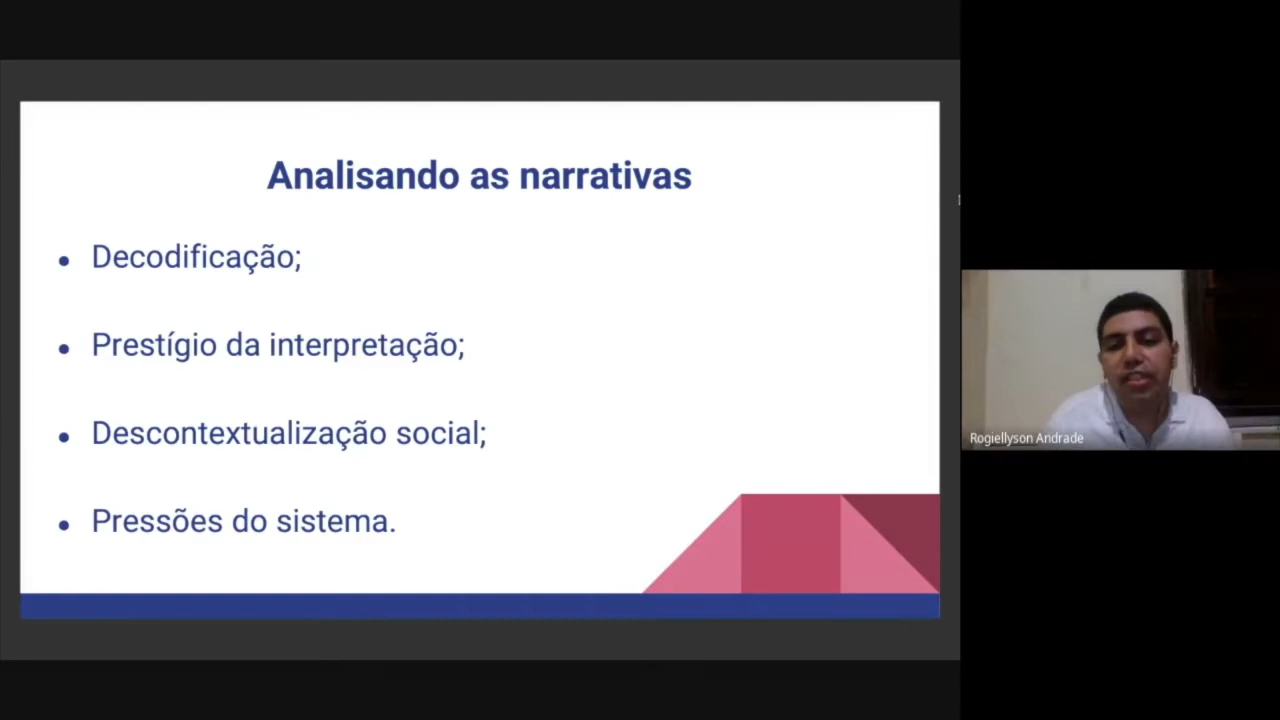 Analisando as narrativas
Decodificação;
Prestígio da interpretação;
Descontextualização social;
Pressões do sistema.
Rogiellyson Andrade